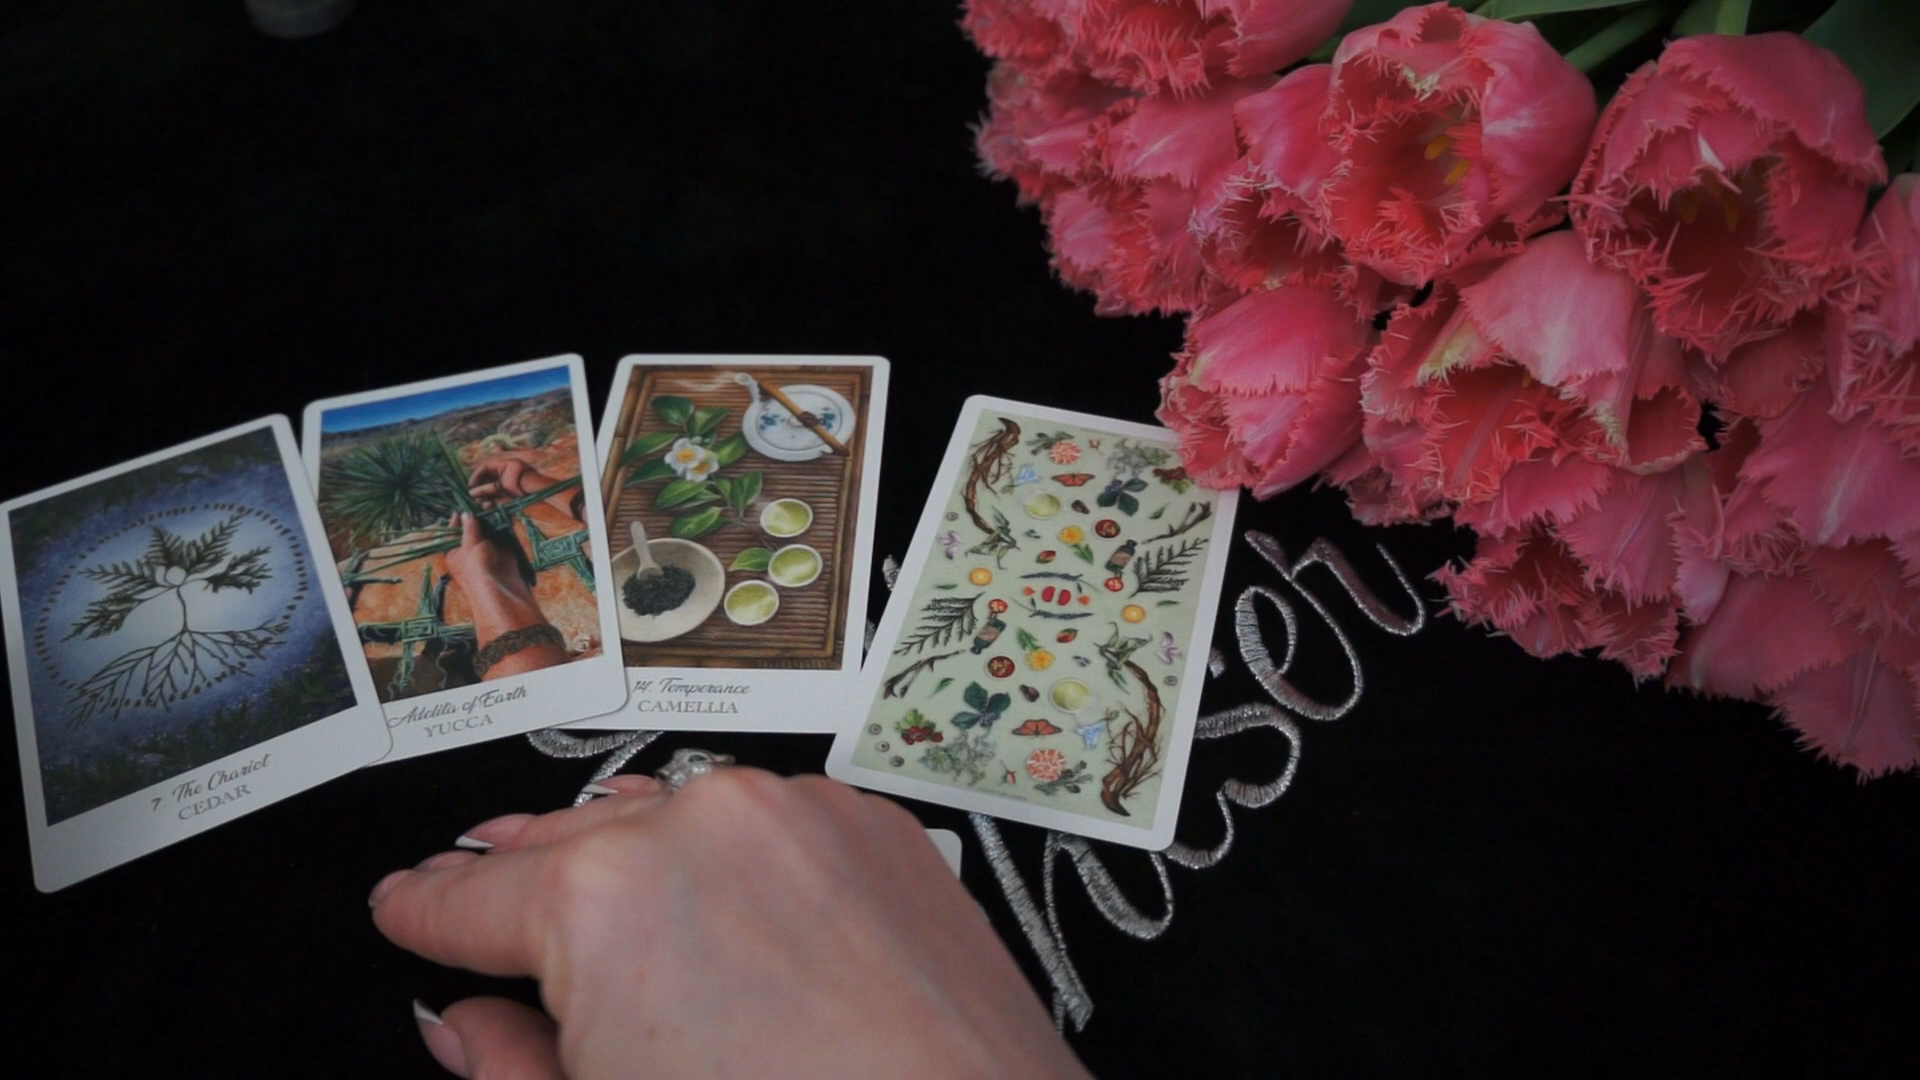 7. The Chariot
CEDAR
Adelita of Earth
YUCCA
14. Temperance
CAMELLIA